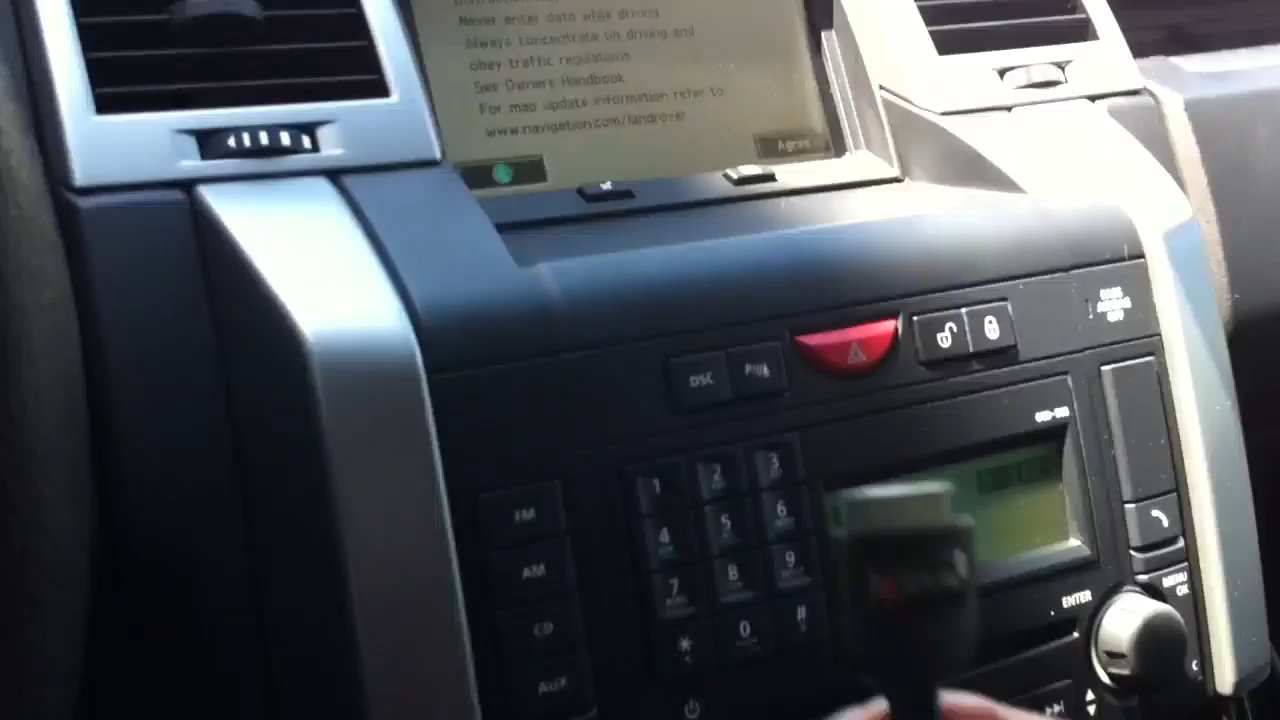 Never enter data while driving
Always concentrate on driving and
obey traffic regulations
See Owners Handbook.
For map update information refer to
www.navigation.com/landrover
Agree
DSC
1
2
3
4
5
6
7
8
9
*
0
#
FM
AM
CD
AUX
ENTER
MENU
OK